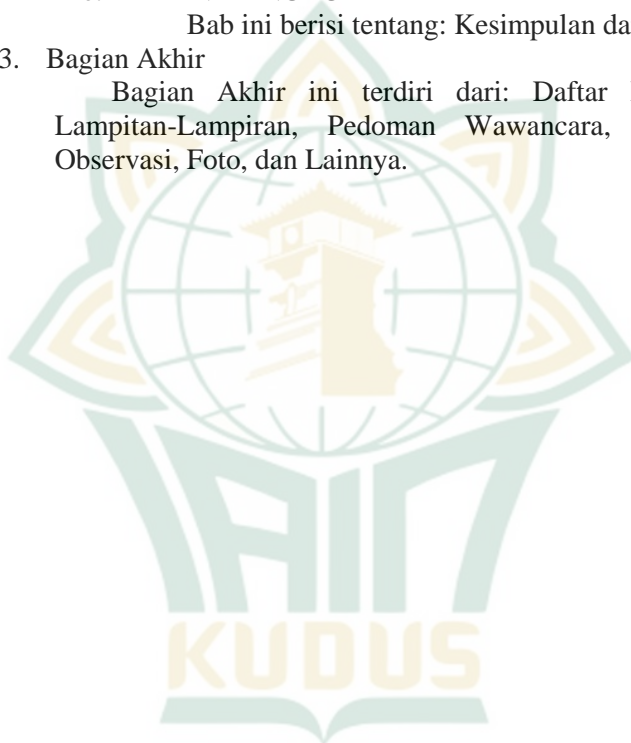 Bab ini berisi tentang: Kesimpulan da
3. Bagian Akhir
Bagian Akhir ini terdiri dari: Daftar
Lampitan-Lampiran, Pedoman Wawancara,
Observasi, Foto, dan Lainnya.
IAIN
KUDUS